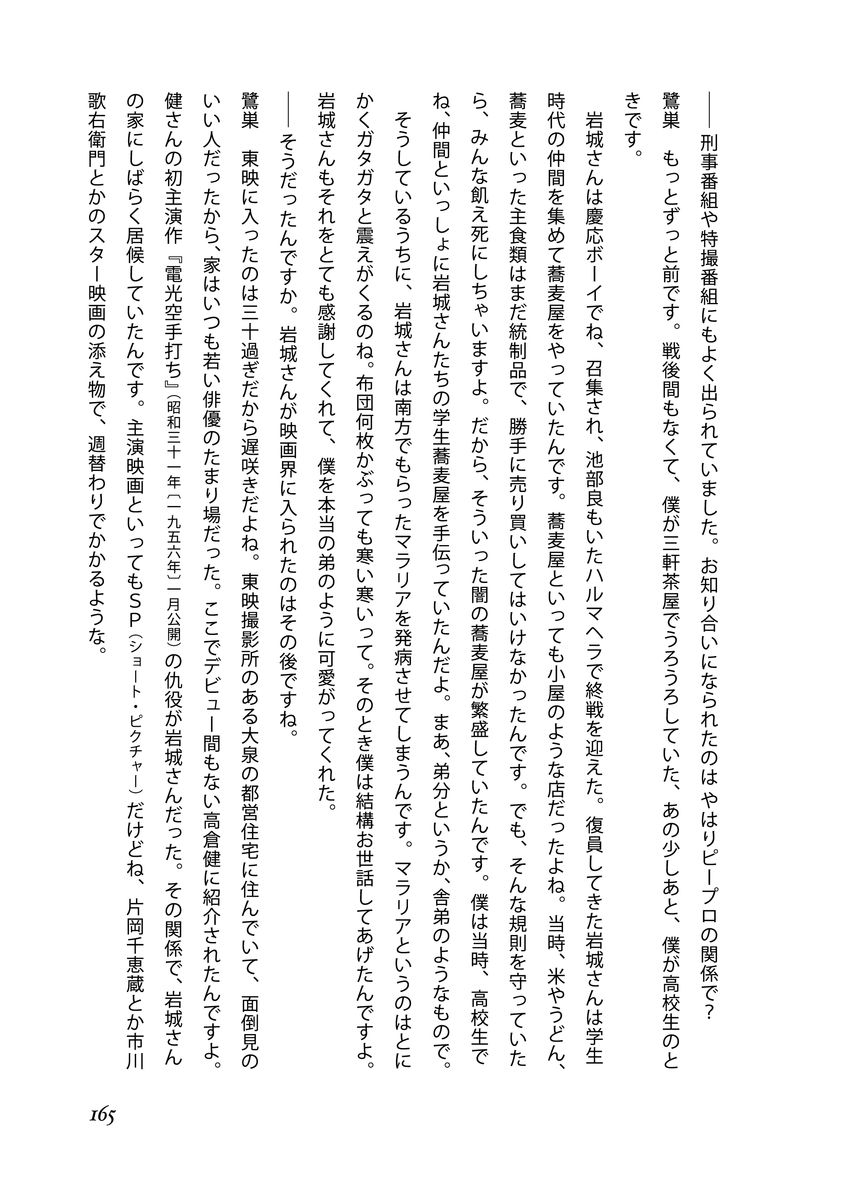 ――刑事番組や特撮番組にもよく出られていました。お知り合いになられたのはやはりピープロの関係で？
鷺巣　もっとずっと前です。戦後間もなくて、僕が三軒茶屋でうろうろしていた、あの少しあと、僕が高校生のと
きです。
　岩城さんは慶応ボーイでね、召集され、池部良もいたハルマヘラで終戦を迎えた。復員してきた岩城さんは学生
時代の仲間を集めて蕎麦屋をやっていたんです。蕎麦屋といっても小屋のような店だったよね。当時、米やうどん、
蕎麦といった主食類はまだ統制品で、勝手に売り買いしてはいけなかったんです。でも、そんな規則を守っていた
ら、みんな飢え死にしちゃいますよ。だから、そういった闇の蕎麦屋が繁盛していたんです。僕は当時、高校生で
ね、仲間といっしょに岩城さんたちの学生蕎麦屋を手伝っていたんだよ。まあ、弟分というか、舎弟のようなもので。
　そうしているうちに、岩城さんは南方でもらったマラリアを発病させてしまうんです。マラリアというのはとに
かくガタガタと震えがくるのね。布団何枚かぶっても寒い寒いって。そのとき僕は結構お世話してあげたんですよ。
岩城さんもそれをとても感謝してくれて、僕を本当の弟のように可愛がってくれた。
――そうだったんですか。岩城さんが映画界に入られたのはその後ですね。
鷺巣　東映に入ったのは三十過ぎだから遅咲きだよね。東映撮影所のある大泉の都営住宅に住んでいて、面倒見の
いい人だったから、家はいつも若い俳優のたまり場だった。ここでデビュー間もない高倉健に紹介されたんですよ。
健さんの初主演作『電光空手打ち』（昭和三十一年〔一九五六年〕一月公開）の仇役が岩城さんだった。その関係で、岩城さん
の家にしばらく居候していたんです。主演映画といってもＳＰ（ショート・ピクチャー）だけどね、片岡千恵蔵とか市川
歌右衛門とかのスター映画の添え物で、週替わりでかかるような。
165